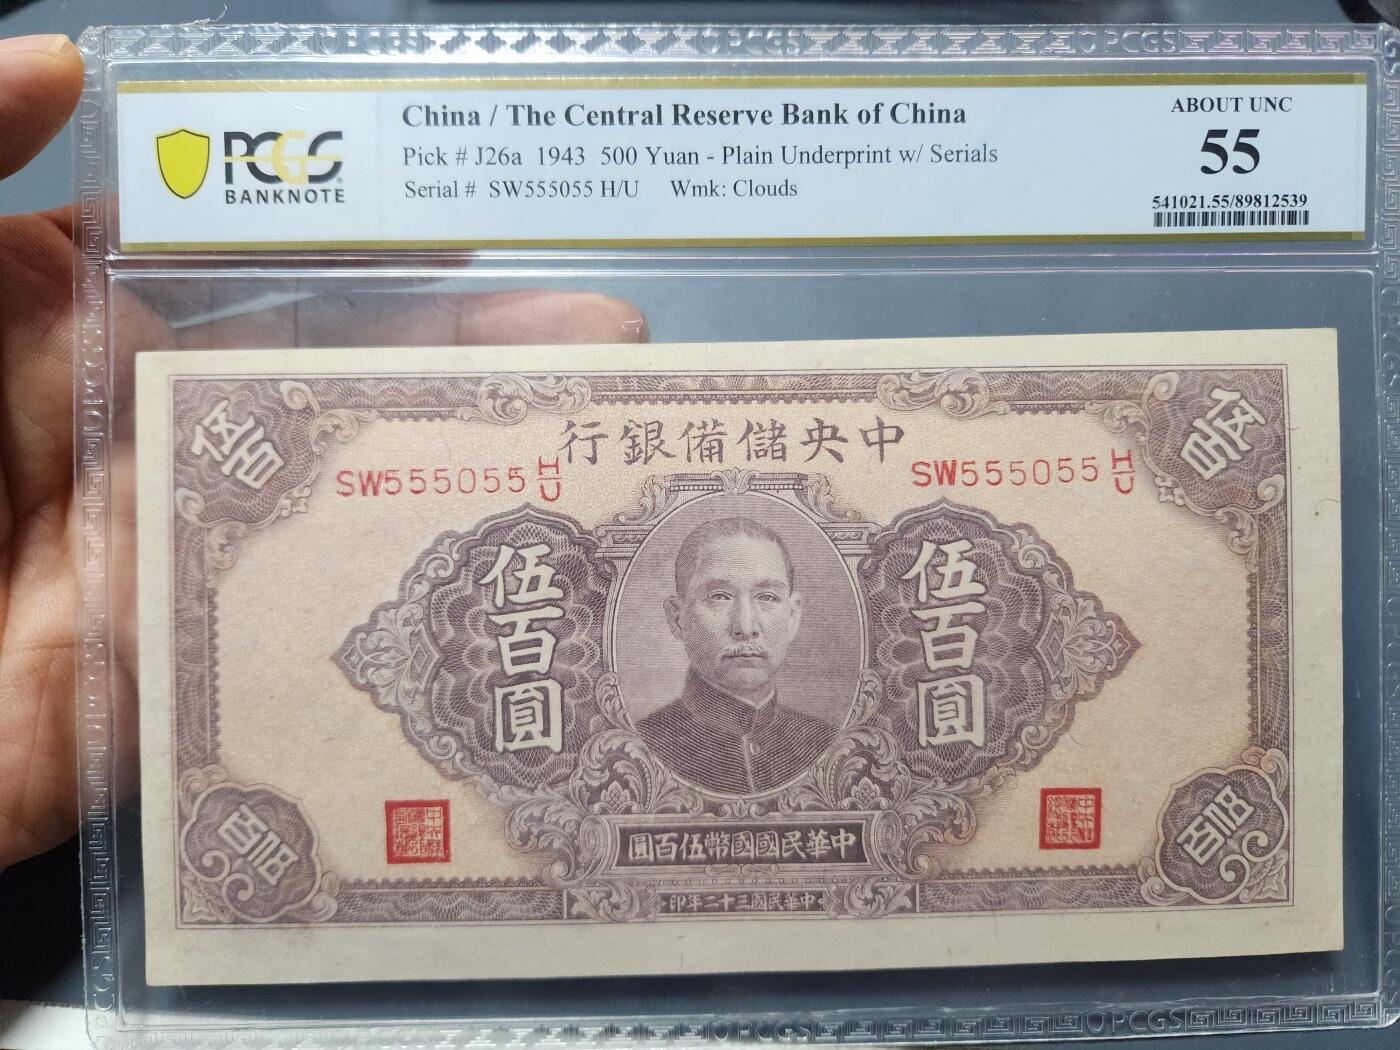 PCGS
BANKNOTE
China / The Central Reserve Bank of China
Pick # J26a 1943 500 Yuan - Plain Underprint w/ Serials
Serial # SW555055 H/U Wmk: Clouds
ABOUT UNC
55
541021.55/89812539
行銀備儲央中
伍百
伍百
SW555055 H/U
SW555055 H/U
伍百圓
伍百圓
圓百伍幣國國民華中
印年二十三國民華中
伍百
伍百